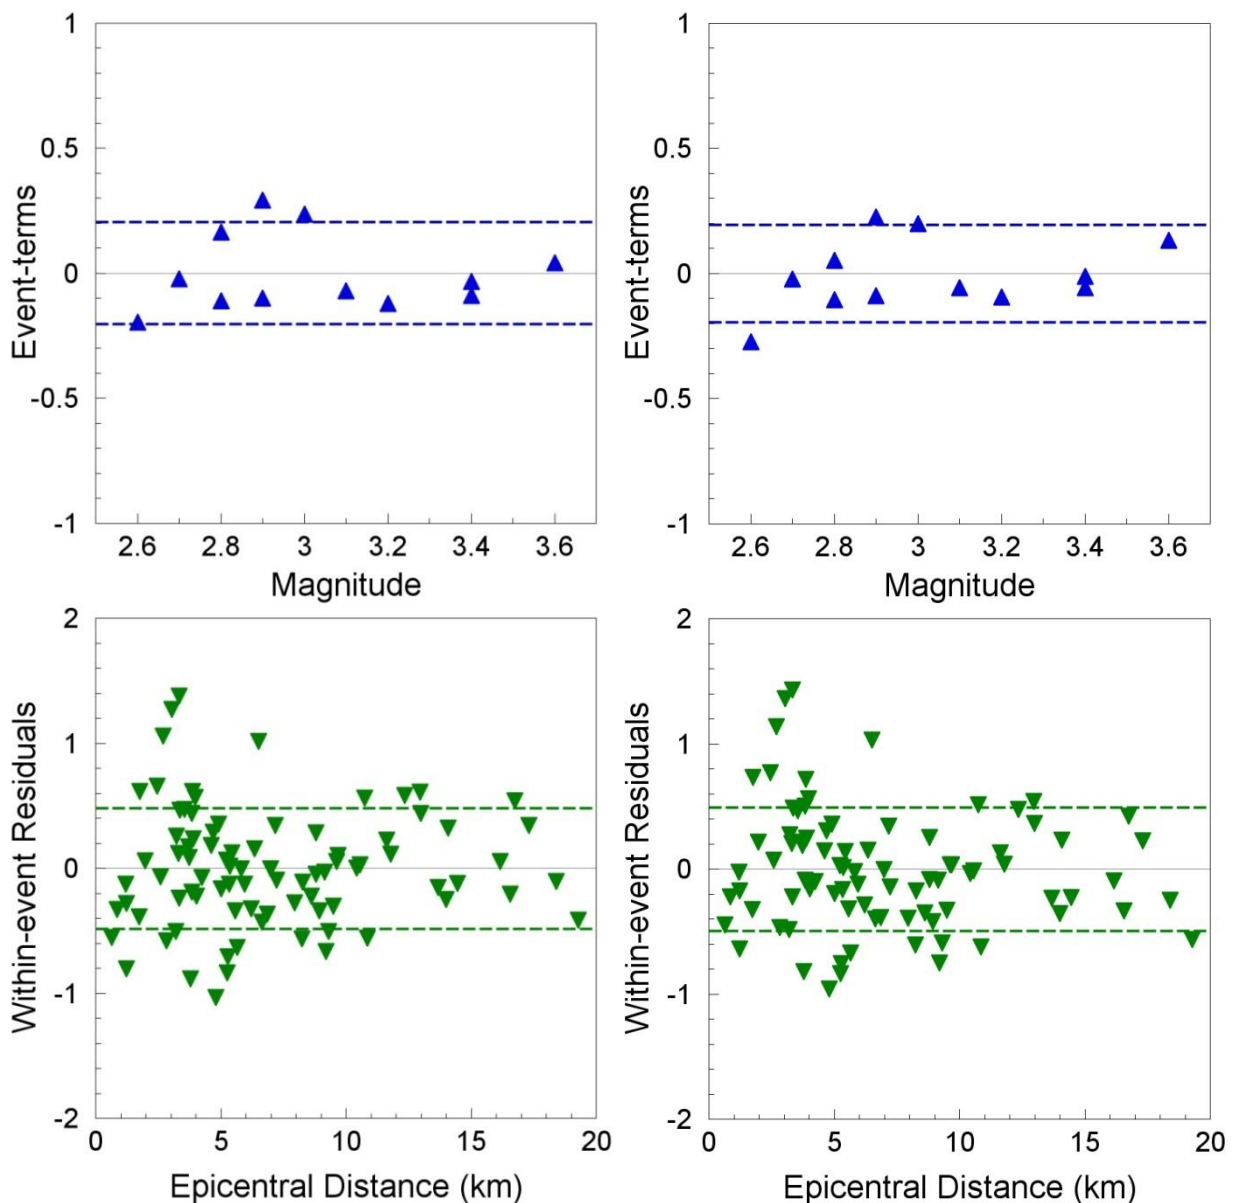 1
0.5
0
-0.5
-1
Event-terms
2.6 2.8 3 3.2 3.4 3.6
Magnitude
1
0.5
0
-0.5
-1
Event-terms
2.6 2.8 3 3.2 3.4 3.6
Magnitude
2
1
0
-1
-2
Within-event Residuals
0 5 10 15 20
Epicentral Distance (km)
2
1
0
-1
-2
Within-event Residuals
0 5 10 15 20
Epicentral Distance (km)